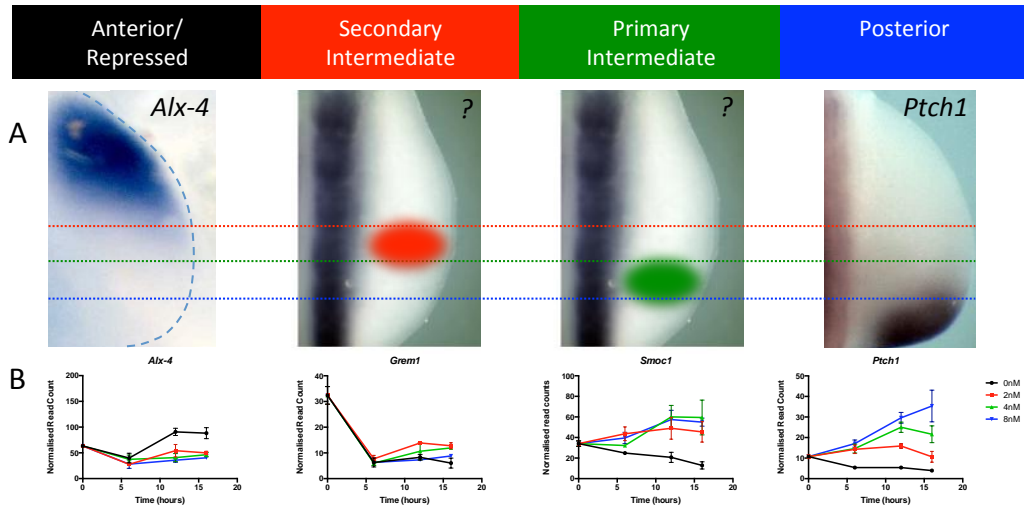 Anterior/
Repressed
Secondary
Intermediate
Primary
Intermediate
Posterior
A
Alx-4
?
?
Ptch1
B
Alx-4
Normalised Read Count
200
150
100
50
0
0 5 10 15 20
Time (hours)
Grem1
Normalised Read Count
40
30
20
10
0
0 5 10 15 20
Time (hours)
Smoc1
Normalised read counts
100
80
60
40
20
0
0 5 10 15 20
Time (hours)
Ptch1
Normalised Read Count
50
40
30
20
10
0
0 5 10 15 20
Time (hours)
0nM
2nM
4nM
8nM